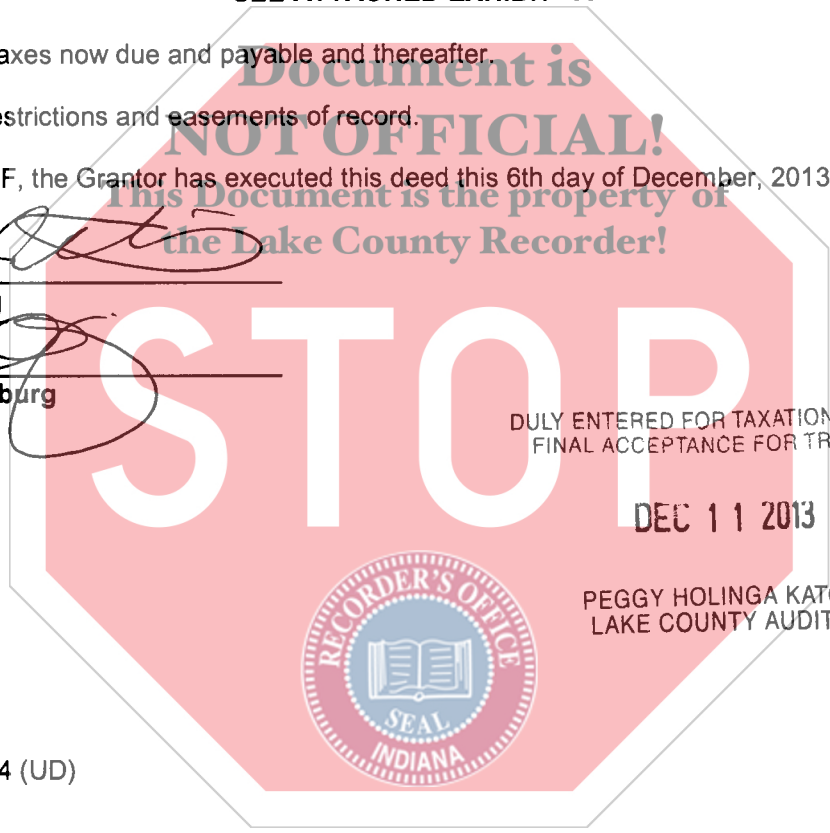 axes now due and payable and thereafter.
Document is
estrictions and easements of record.
NOT OFFICIAL!
F, the Grantor has executed this deed this 6th day of December, 2013
This Document is the property of
the Lake County Recorder!
burg
STOP
DULY ENTERED FOR TAXATION
FINAL ACCEPTANCE FOR TR
DEC 11 2013
PEGGY HOLINGA KAT
LAKE COUNTY AUDIT
RECORDER'S OFFICE
SEAL
INDIANA
4 (UD)